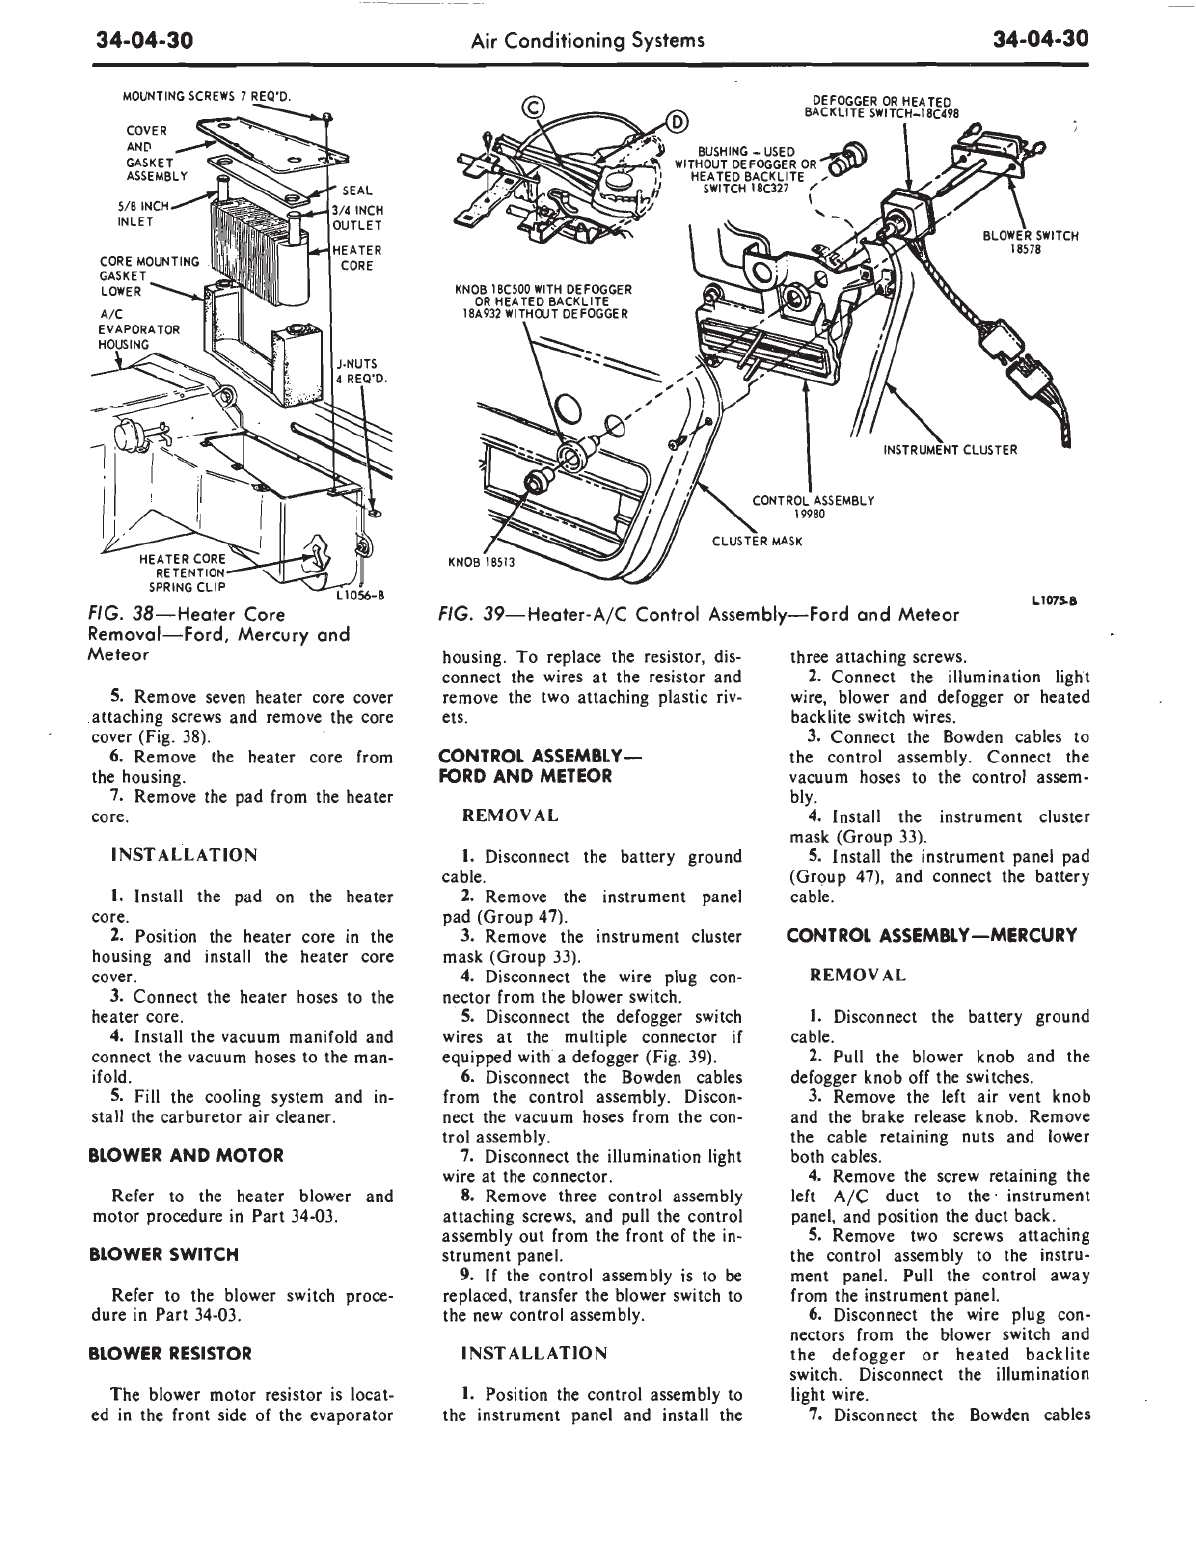 34-04-30
Air Conditioning Systems
34-04-30
MOUNTING SCREWS 7 REQ'D.
COVER
AND
GASKET
ASSEMBLY
SEAL
5/8 INCH
INLET
3/4 INCH
OUTLET
HEATER
CORE
CORE MOUNTING
GASKET
LOWER
A/C
EVAPORATOR
HOUSING
J-NUTS
4 REQ'D.
HEATER CORE
RETENTION
SPRING CLIP
L1056-B
FIG. 38—Heater Core
Removal—Ford, Mercury and
Meteor
C
D
DEFOGGER OR HEATED
BACKLITE SWITCH-18C498
BUSHING - USED
WITHOUT DEFOGGER OR
HEATED BACKLITE
SWITCH 18C327
BLOWER SWITCH
18578
KNOB 18C500 WITH DEFOGGER
OR HEATED BACKLITE
18A932 WITHOUT DEFOGGER
INSTRUMENT CLUSTER
CONTROL ASSEMBLY
19980
CLUSTER MASK
KNOB 18513
L1075-B
FIG. 39—Heater-A/C Control Assembly—Ford and Meteor
5. Remove seven heater core cover
attaching screws and remove the core
cover (Fig. 38).
6. Remove the heater core from
the housing.
7. Remove the pad from the heater
core.
INSTALLATION
1. Install the pad on the heater
core.
2. Position the heater core in the
housing and install the heater core
cover.
3. Connect the heater hoses to the
heater core.
4. Install the vacuum manifold and
connect the vacuum hoses to the man-
ifold.
5. Fill the cooling system and in-
stall the carburetor air cleaner.
BLOWER AND MOTOR
Refer to the heater blower and
motor procedure in Part 34-03.
BLOWER SWITCH
Refer to the blower switch proce-
dure in Part 34-03.
BLOWER RESISTOR
The blower motor resistor is locat-
ed in the front side of the evaporator
housing. To replace the resistor, dis-
connect the wires at the resistor and
remove the two attaching plastic riv-
ets.
CONTROL ASSEMBLY—
FORD AND METEOR
REMOVAL
1. Disconnect the battery ground
cable.
2. Remove the instrument panel
pad (Group 47).
3. Remove the instrument cluster
mask (Group 33).
4. Disconnect the wire plug con-
nector from the blower switch.
5. Disconnect the defogger switch
wires at the multiple connector if
equipped with a defogger (Fig. 39).
6. Disconnect the Bowden cables
from the control assembly. Discon-
nect the vacuum hoses from the con-
trol assembly.
7. Disconnect the illumination light
wire at the connector.
8. Remove three control assembly
attaching screws, and pull the control
assembly out from the front of the in-
strument panel.
9. If the control assembly is to be
replaced, transfer the blower switch to
the new control assembly.
INSTALLATION
1. Position the control assembly to
the instrument panel and install the
three attaching screws.
2. Connect the illumination light
wire, blower and defogger or heated
backlite switch wires.
3. Connect the Bowden cables to
the control assembly. Connect the
vacuum hoses to the control assem-
bly.
4. Install the instrument cluster
mask (Group 33).
5. Install the instrument panel pad
(Group 47), and connect the battery
cable.
CONTROL ASSEMBLY—MERCURY
REMOVAL
1. Disconnect the battery ground
cable.
2. Pull the blower knob and the
defogger knob off the switches.
3. Remove the left air vent knob
and the brake release knob. Remove
the cable retaining nuts and lower
both cables.
4. Remove the screw retaining the
left A/C duct to the instrument
panel, and position the duct back.
5. Remove two screws attaching
the control assembly to the instru-
ment panel. Pull the control away
from the instrument panel.
6. Disconnect the wire plug con-
nectors from the blower switch and
the defogger or heated backlite
switch. Disconnect the illumination
light wire.
7. Disconnect the Bowden cables